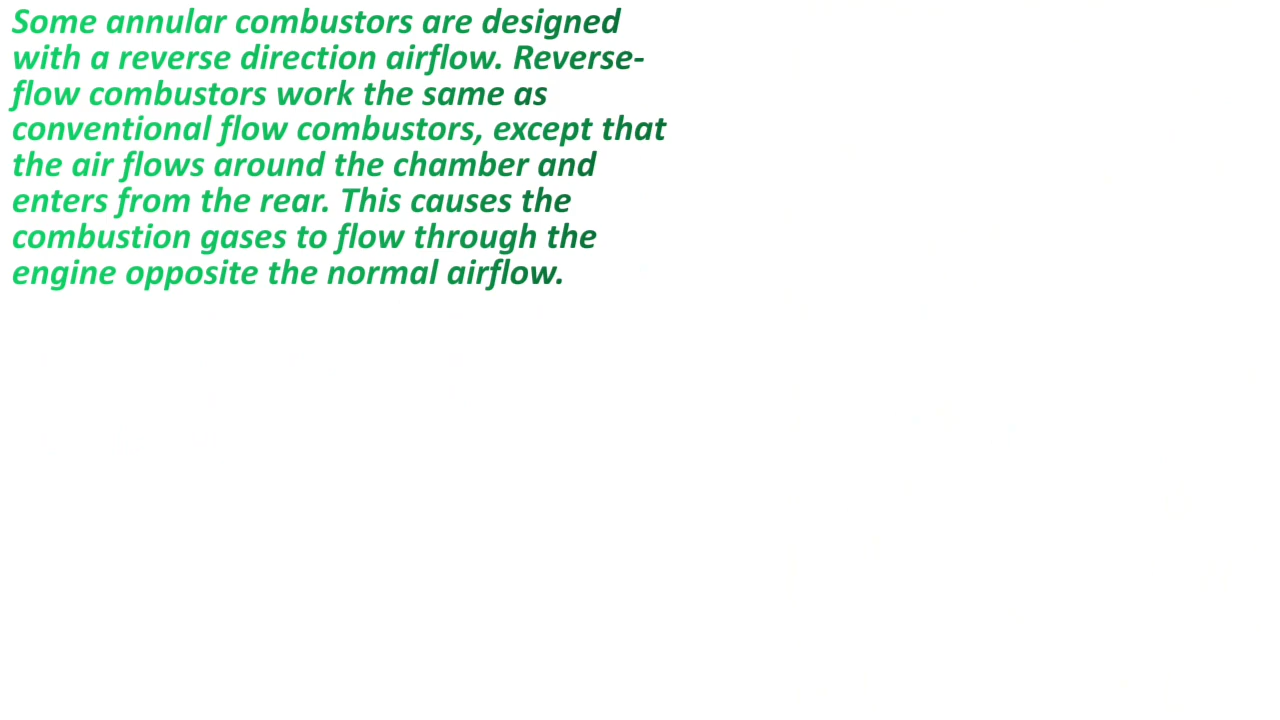 Some annular combustors are designed
with a reverse direction airflow. Reverse-
flow combustors work the same as
conventional flow combustors, except that
the air flows around the chamber and
enters from the rear. This causes the
combustion gases to flow through the
engine opposite the normal airflow.